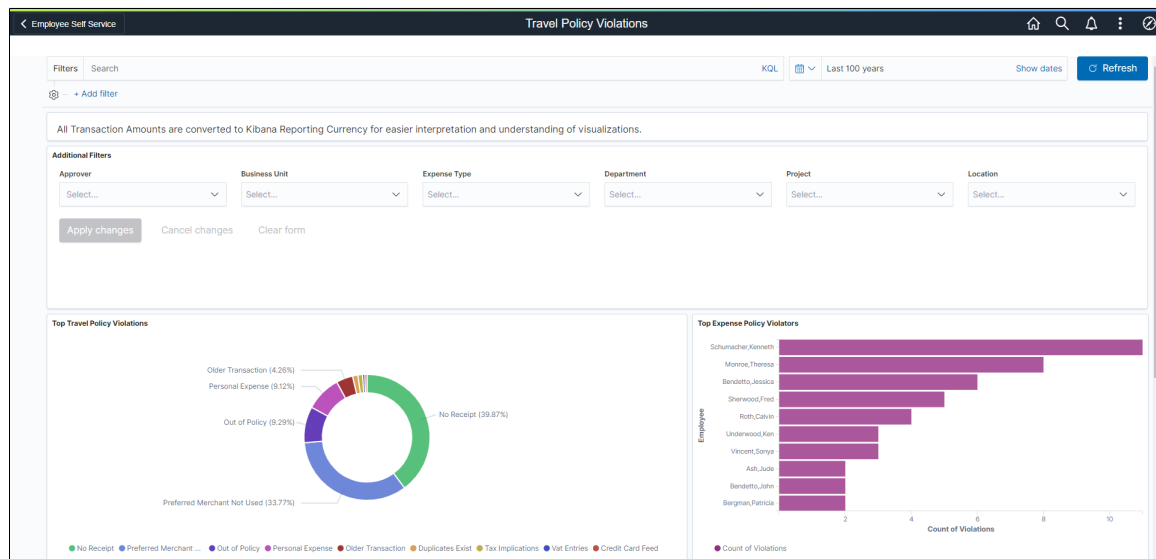 Employee Self Service
Travel Policy Violations
Filters Search KQL Last 100 years Show dates Refresh
+ Add filter
All Transaction Amounts are converted to Kibana Reporting Currency for easier interpretation and understanding of visualizations.
Additional Filters
Approver Business Unit Expense Type Department Project Location
Select... Select... Select... Select... Select... Select...
Apply changes Cancel changes Clear form
Top Travel Policy Violations
Older Transaction (4.26%)
Personal Expense (9.12%)
No Receipt (39.87%)
Out of Policy (9.29%)
Preferred Merchant Not Used (33.77%)
No Receipt Preferred Merchant ... Out of Policy Personal Expense Older Transaction Duplicates Exist Tax Implications Vat Entries Credit Card Feed
Top Expense Policy Violators
Schumacher,Kenneth
Monroe,Theresa
Bendetto,Jessica
Sherwood,Fred
Roth,Calvin
Underwood,Ken
Vincent,Sonya
Ash,Jude
Bendetto,John
Bergman,Patricia
Employee
2 4 6 8 10
Count of Violations
Count of Violations